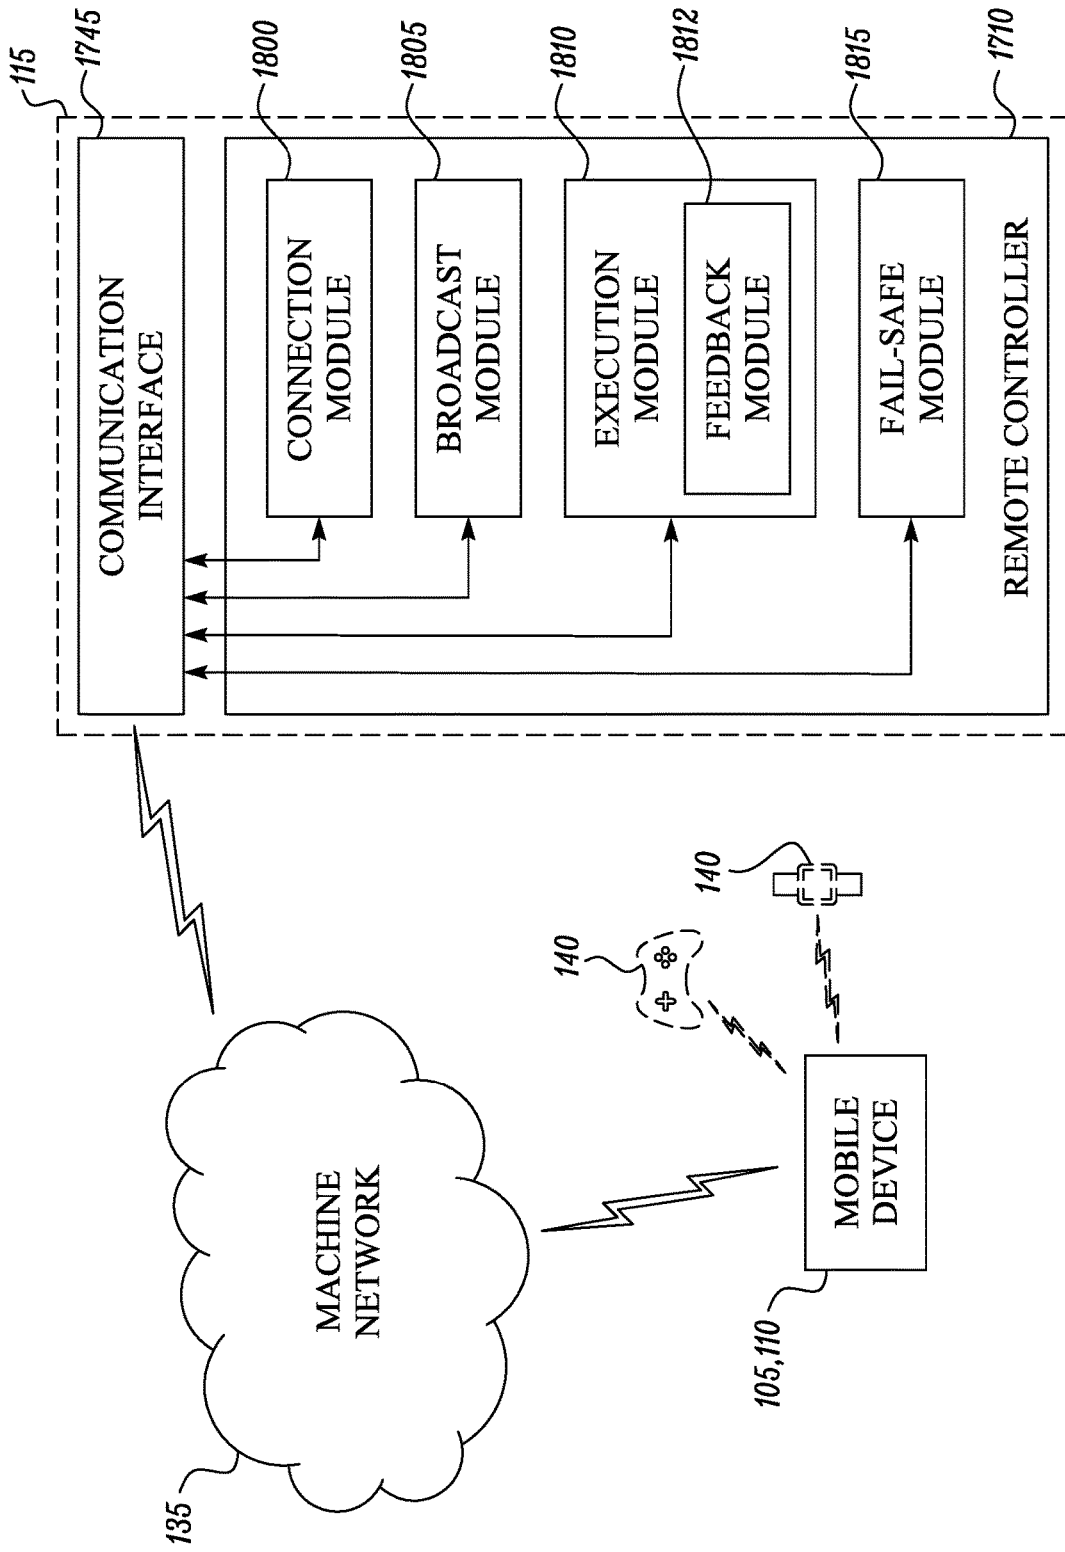 115
1745
COMMUNICATION
INTERFACE
1800
CONNECTION
MODULE
1805
BROADCAST
MODULE
1810
EXECUTION
MODULE
1812
FEEDBACK
MODULE
1815
FAIL-SAFE
MODULE
1710
REMOTE CONTROLLER
135
MACHINE
NETWORK
140
140
105,110
MOBILE
DEVICE